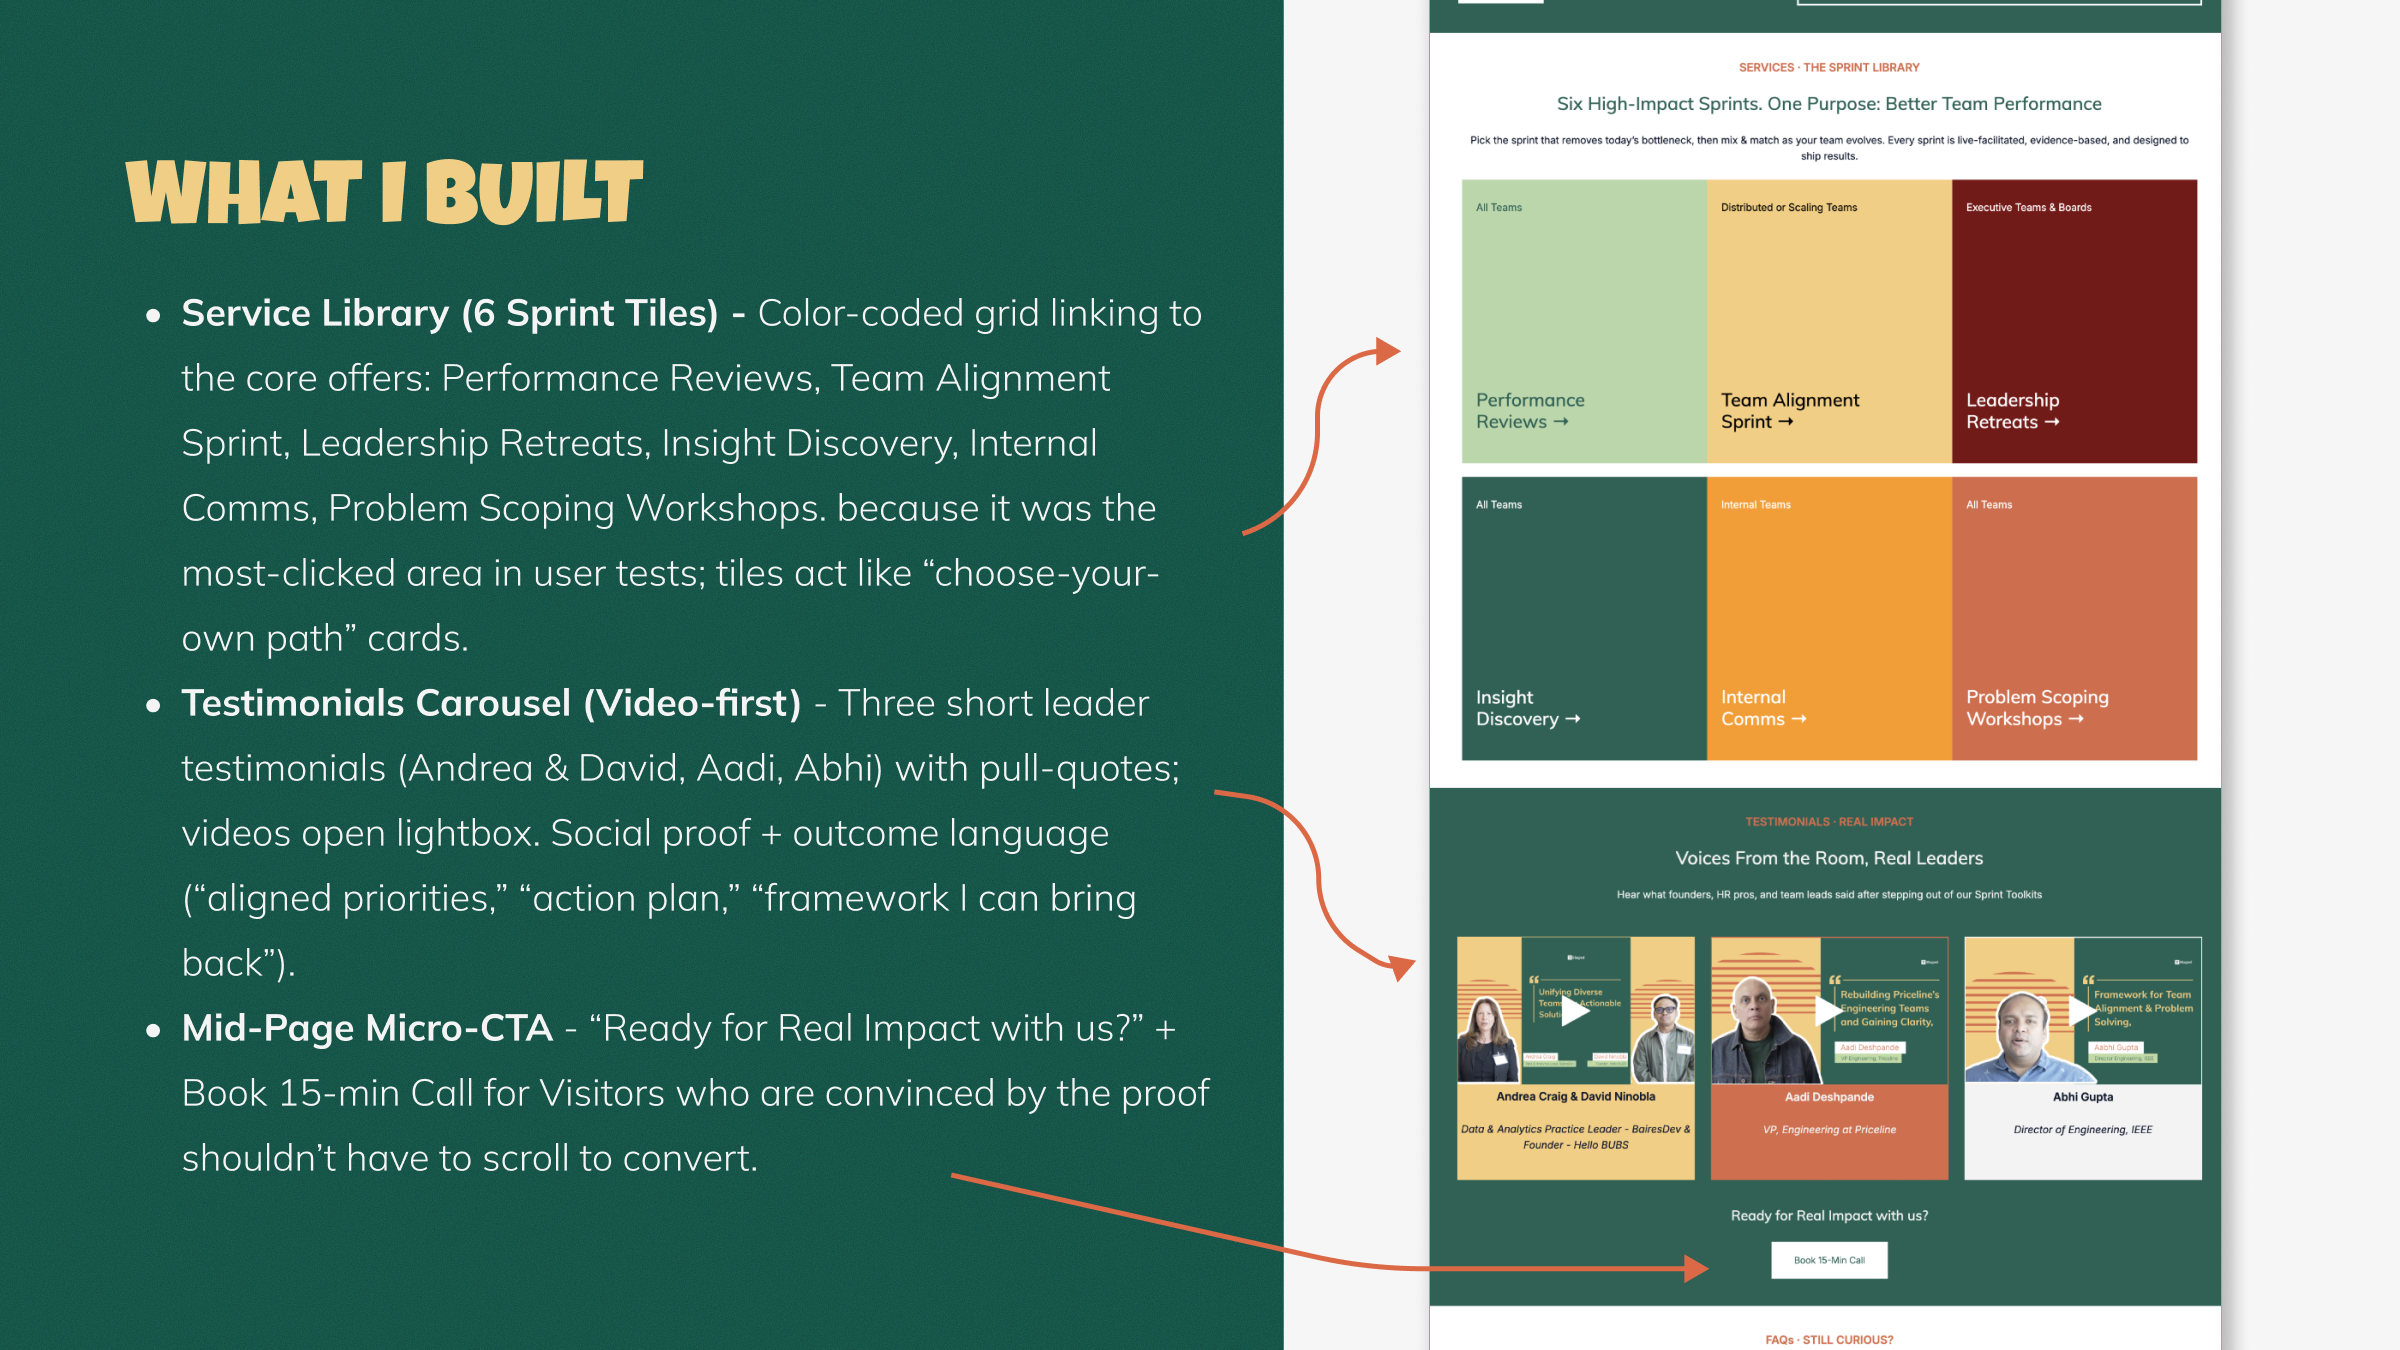 WHAT I BUILT
• Service Library (6 Sprint Tiles) - Color-coded grid linking to
the core offers: Performance Reviews, Team Alignment
Sprint, Leadership Retreats, Insight Discovery, Internal
Comms, Problem Scoping Workshops. because it was the
most-clicked area in user tests; tiles act like “choose-your-
own path” cards.
• Testimonials Carousel (Video-first) - Three short leader
testimonials (Andrea & David, Aadi, Abhi) with pull-quotes;
videos open lightbox. Social proof + outcome language
(“aligned priorities,” “action plan,” “framework I can bring
back”).
• Mid-Page Micro-CTA - “Ready for Real Impact with us?” +
Book 15-min Call for Visitors who are convinced by the proof
shouldn’t have to scroll to convert.
SERVICES · THE SPRINT LIBRARY
Six High-Impact Sprints. One Purpose: Better Team Performance
Pick the sprint that removes today’s bottleneck, then mix & match as your team evolves. Every sprint is live-facilitated, evidence-based, and designed to
ship results.
All Teams
Performance
Reviews →
Distributed or Scaling Teams
Team Alignment
Sprint →
Executive Teams & Boards
Leadership
Retreats →
All Teams
Insight
Discovery →
Internal Teams
Internal
Comms →
All Teams
Problem Scoping
Workshops →
TESTIMONIALS · REAL IMPACT
Voices From the Room, Real Leaders
Hear what founders, HR pros, and team leads said after stepping out of our Sprint Toolkits
“
Unifying Diverse
Actionable
Andrea Craig & David Ninobla
Data & Analytics Practice Leader - BairesDev &
Founder - Hello BUBS
“
Rebuilding Priceline’s
Engineering Teams
and Gaining Clarity,
Aadi Deshpande
VP Engineering, Priceline
Aadi Deshpande
VP, Engineering at Priceline
“
Framework for Team
Alignment & Problem
Solving,
Aabhi Gupta
Director Engineering, IEEE
Abhi Gupta
Director of Engineering, IEEE
Ready for Real Impact with us?
Book 15-Min Call
FAQs · STILL CURIOUS?